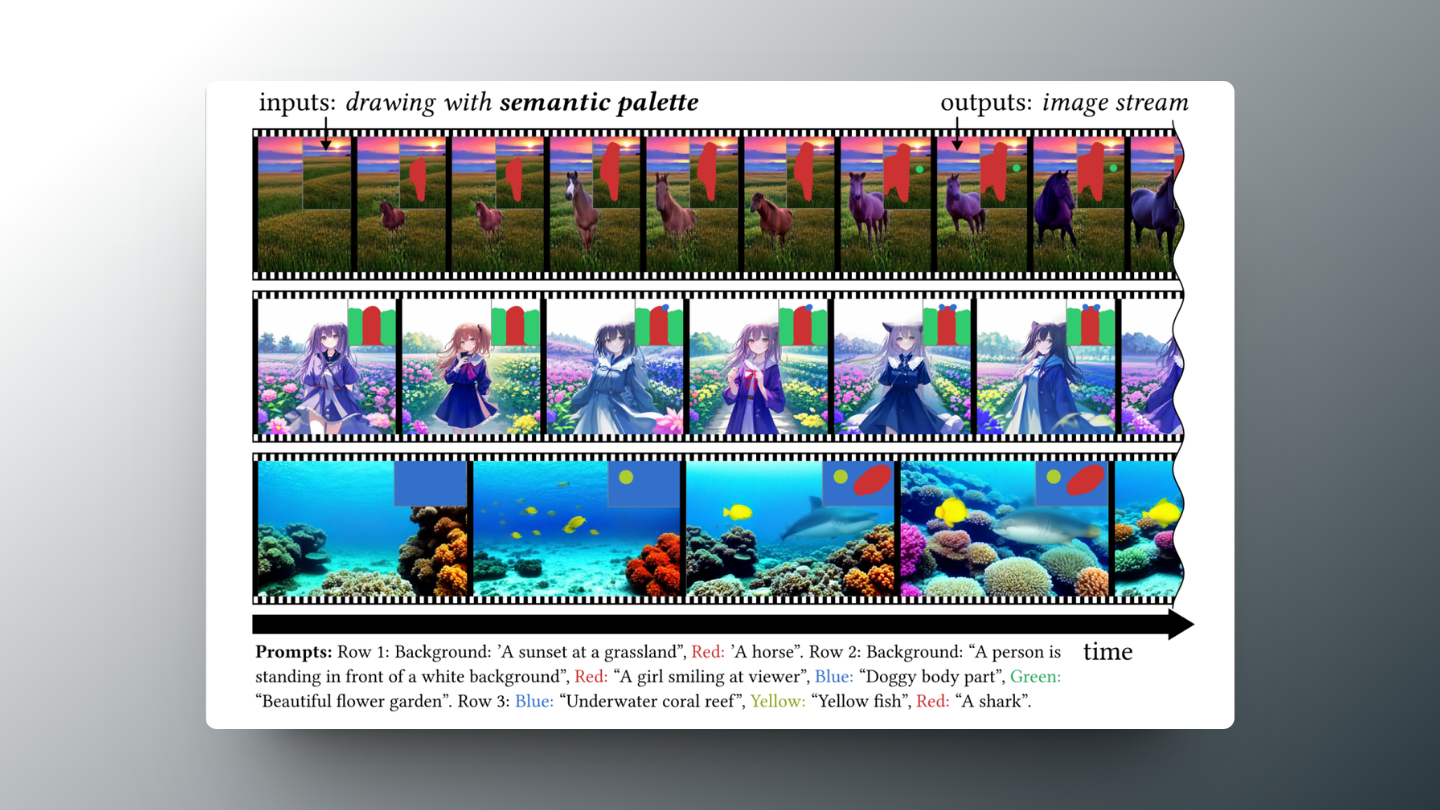 inputs: drawing with semantic palette
outputs: image stream
Prompts: Row 1: Background: ’A sunset at a grassland”, Red: ’A horse”. Row 2: Background: “A person is
standing in front of a white background”, Red: “A girl smiling at viewer”, Blue: “Doggy body part”, Green:
“Beautiful flower garden”. Row 3: Blue: “Underwater coral reef”, Yellow: “Yellow fish”, Red: “A shark”.
time